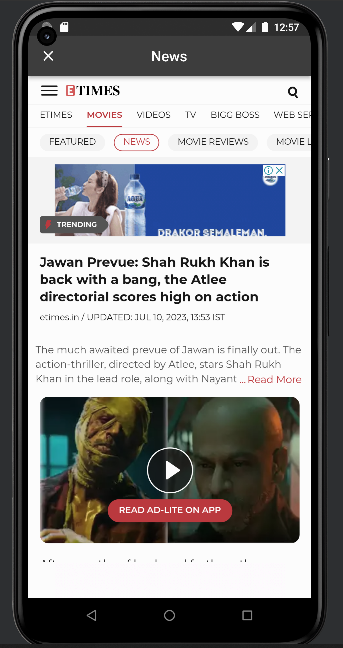 12:57
News
ETIMES
ETIMES MOVIES VIDEOS TV BIGG BOSS WEB SER
FEATURED NEWS MOVIE REVIEWS MOVIE L
AQUA
DRAKOR SEMALEMAN,
TRENDING
Jawan Prevue: Shah Rukh Khan is
back with a bang, the Atlee
directorial scores high on action
etimes.in / UPDATED: JUL 10, 2023, 13:53 IST
The much awaited prevue of Jawan is finally out. The
action-thriller, directed by Atlee, stars Shah Rukh
Khan in the lead role, along with Nayant ... Read More
READ AD-LITE ON APP